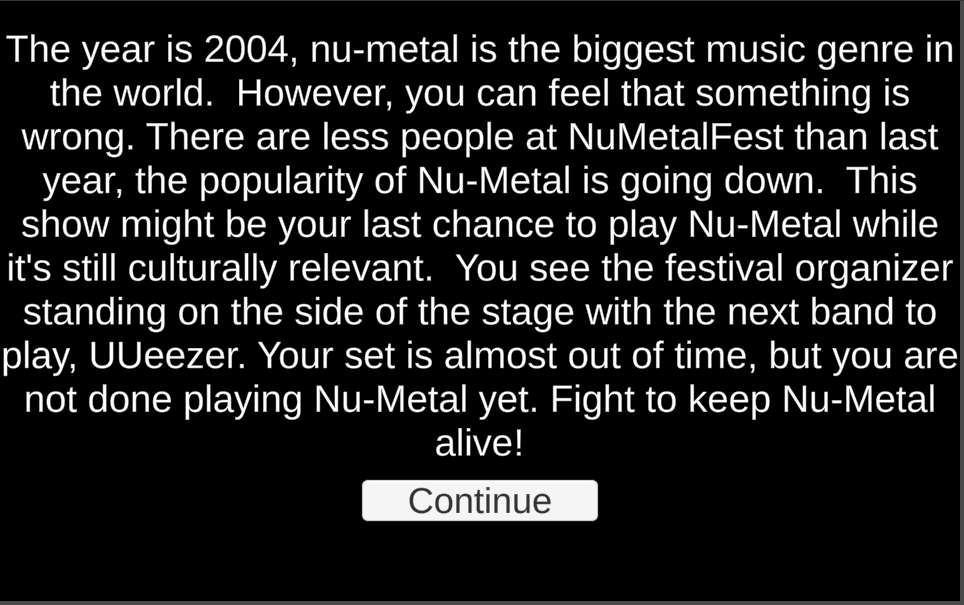 The year is 2004, nu-metal is the biggest music genre in
the world.  However, you can feel that something is
wrong. There are less people at NuMetalFest than last
year, the popularity of Nu-Metal is going down.  This
show might be your last chance to play Nu-Metal while
it's still culturally relevant.  You see the festival organizer
standing on the side of the stage with the next band to
play, UUeezer. Your set is almost out of time, but you are
not done playing Nu-Metal yet. Fight to keep Nu-Metal
alive!
Continue